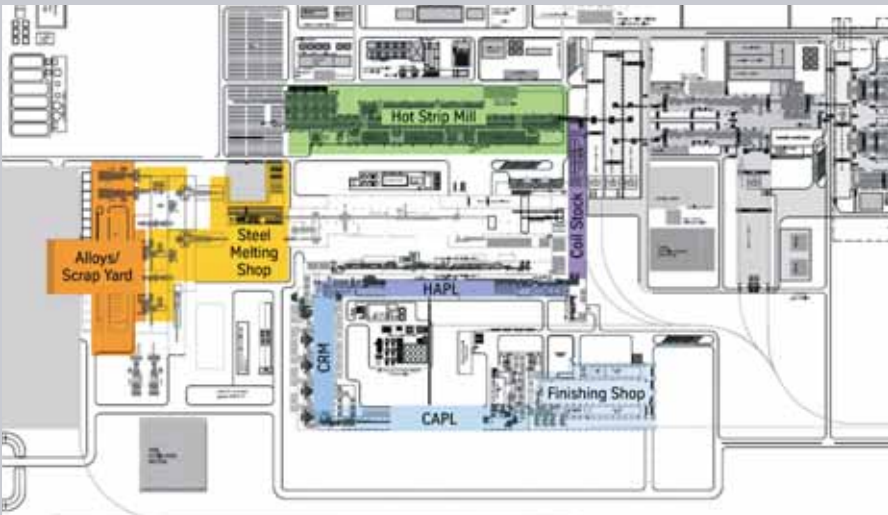 Hot Strip Mill
Coil Stock
Steel
Melting
Shop
Alloys/
Scrap Yard
HAPL
CRM
Finishing Shop
CAPL